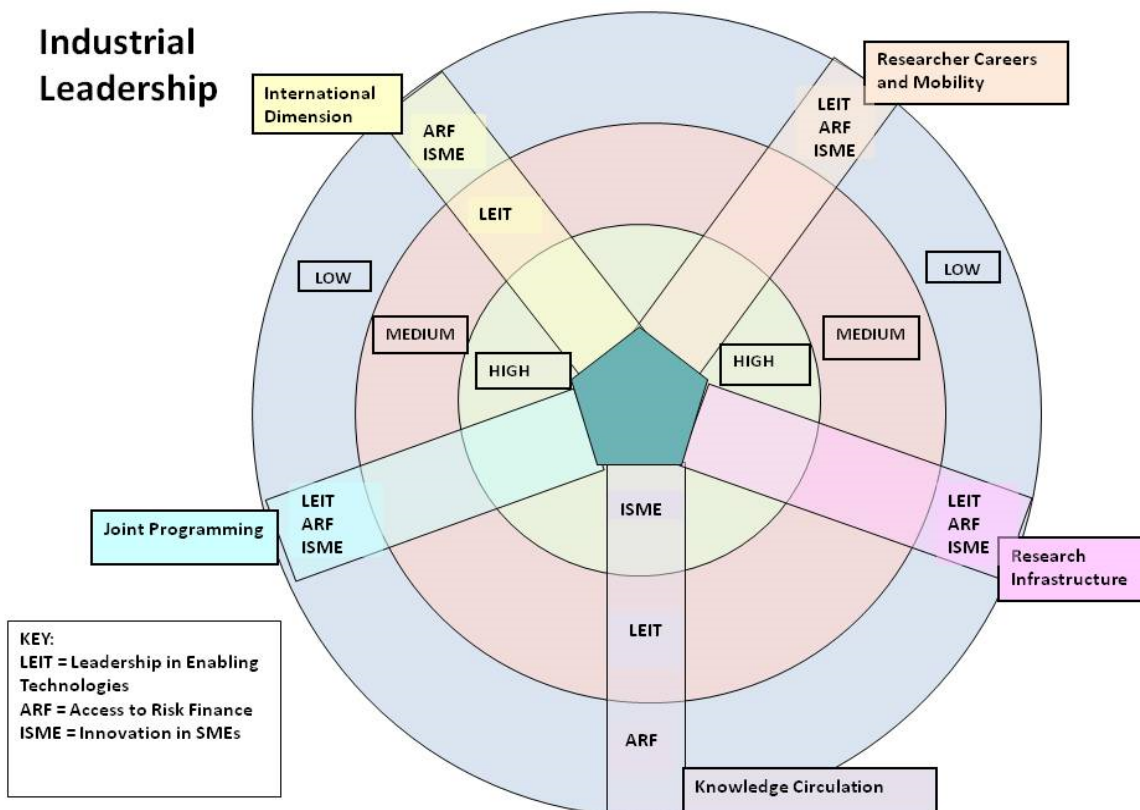 Industrial
Leadership
International
Dimension
Researcher Careers
and Mobility
ARF
ISME
LEIT
ARF
ISME
LEIT
LOW
LOW
MEDIUM
MEDIUM
HIGH
HIGH
LEIT
ARF
ISME
ISME
LEIT
ARF
ISME
Joint Programming
Research
Infrastructure
LEIT
ARF
Knowledge Circulation
KEY:
LEIT = Leadership in Enabling
Technologies
ARF = Access to Risk Finance
ISME = Innovation in SMEs